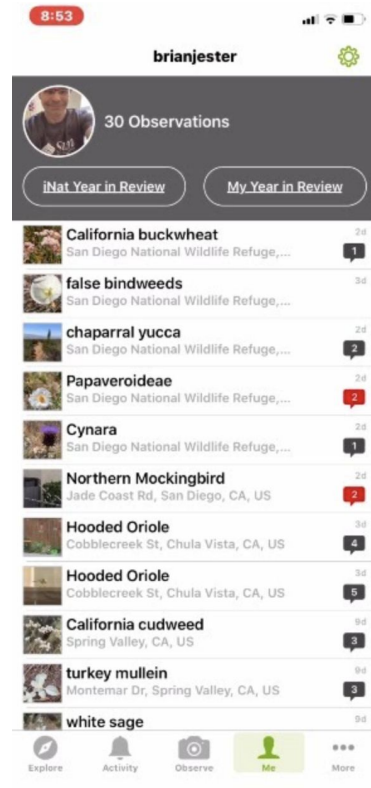 8:53
brianjester
30 Observations
iNat Year in Review
My Year in Review
California buckwheat
2d
San Diego National Wildlife Refuge,...
1
false bindweeds
3d
San Diego National Wildlife Refuge,...
chaparral yucca
2d
San Diego National Wildlife Refuge,...
2
Papaveroideae
2d
San Diego National Wildlife Refuge,...
2
Cynara
2d
San Diego National Wildlife Refuge,...
1
Northern Mockingbird
2d
Jade Coast Rd, San Diego, CA, US
2
Hooded Oriole
3d
Cobblecreek St, Chula Vista, CA, US
4
Hooded Oriole
3d
Cobblecreek St, Chula Vista, CA, US
5
California cudweed
9d
Spring Valley, CA, US
3
turkey mullein
9d
Montemar Dr, Spring Valley, CA, US
3
white sage
9d
Explore
Activity
Observe
Me
More